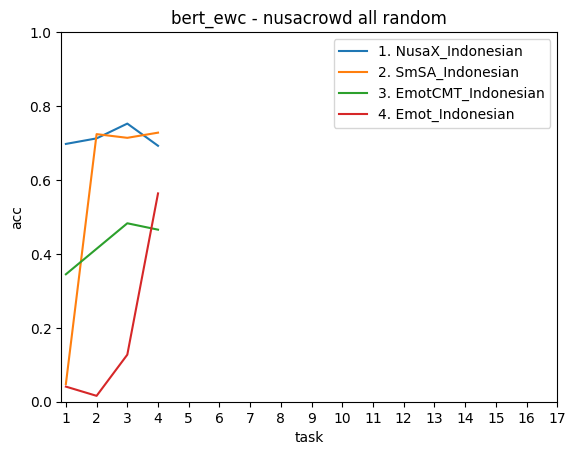 bert_ewc - nusacrowd all random
1.0
0.8
0.6
0.4
0.2
0.0
acc
1. NusaX_Indonesian
2. SmSA_Indonesian
3. EmotCMT_Indonesian
4. Emot_Indonesian
1 2 3 4 5 6 7 8 9 10 11 12 13 14 15 16 17
task